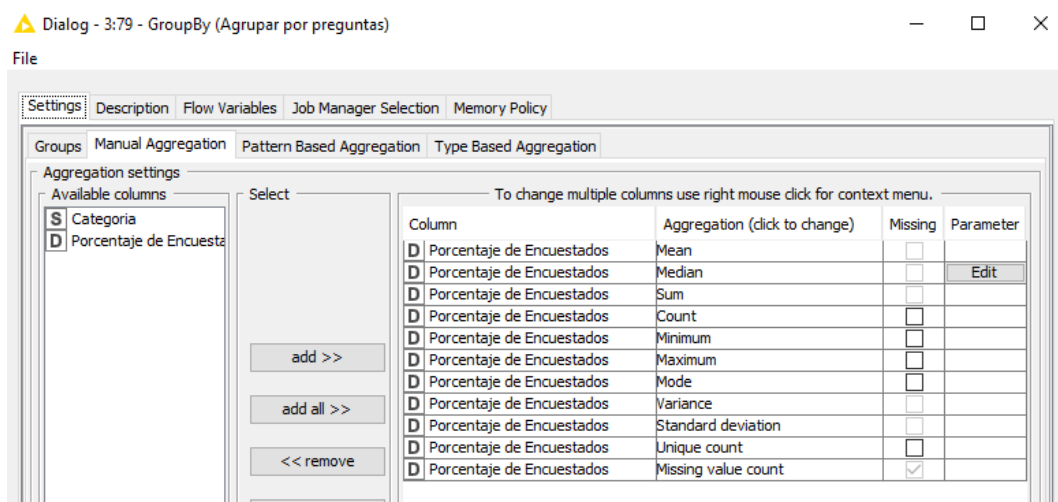 Dialog - 3:79 - GroupBy (Agrupar por preguntas)
File
Settings Description Flow Variables Job Manager Selection Memory Policy
Groups Manual Aggregation Pattern Based Aggregation Type Based Aggregation
Aggregation settings
Available columns
S Categoria
D Porcentaje de Encuesta
Select
add >>
add all >>
<< remove
To change multiple columns use right mouse click for context menu.
Column Aggregation (click to change) Missing Parameter
D Porcentaje de Encuestados Mean
D Porcentaje de Encuestados Median Edit
D Porcentaje de Encuestados Sum
D Porcentaje de Encuestados Count
D Porcentaje de Encuestados Minimum
D Porcentaje de Encuestados Maximum
D Porcentaje de Encuestados Mode
D Porcentaje de Encuestados Variance
D Porcentaje de Encuestados Standard deviation
D Porcentaje de Encuestados Unique count
D Porcentaje de Encuestados Missing value count